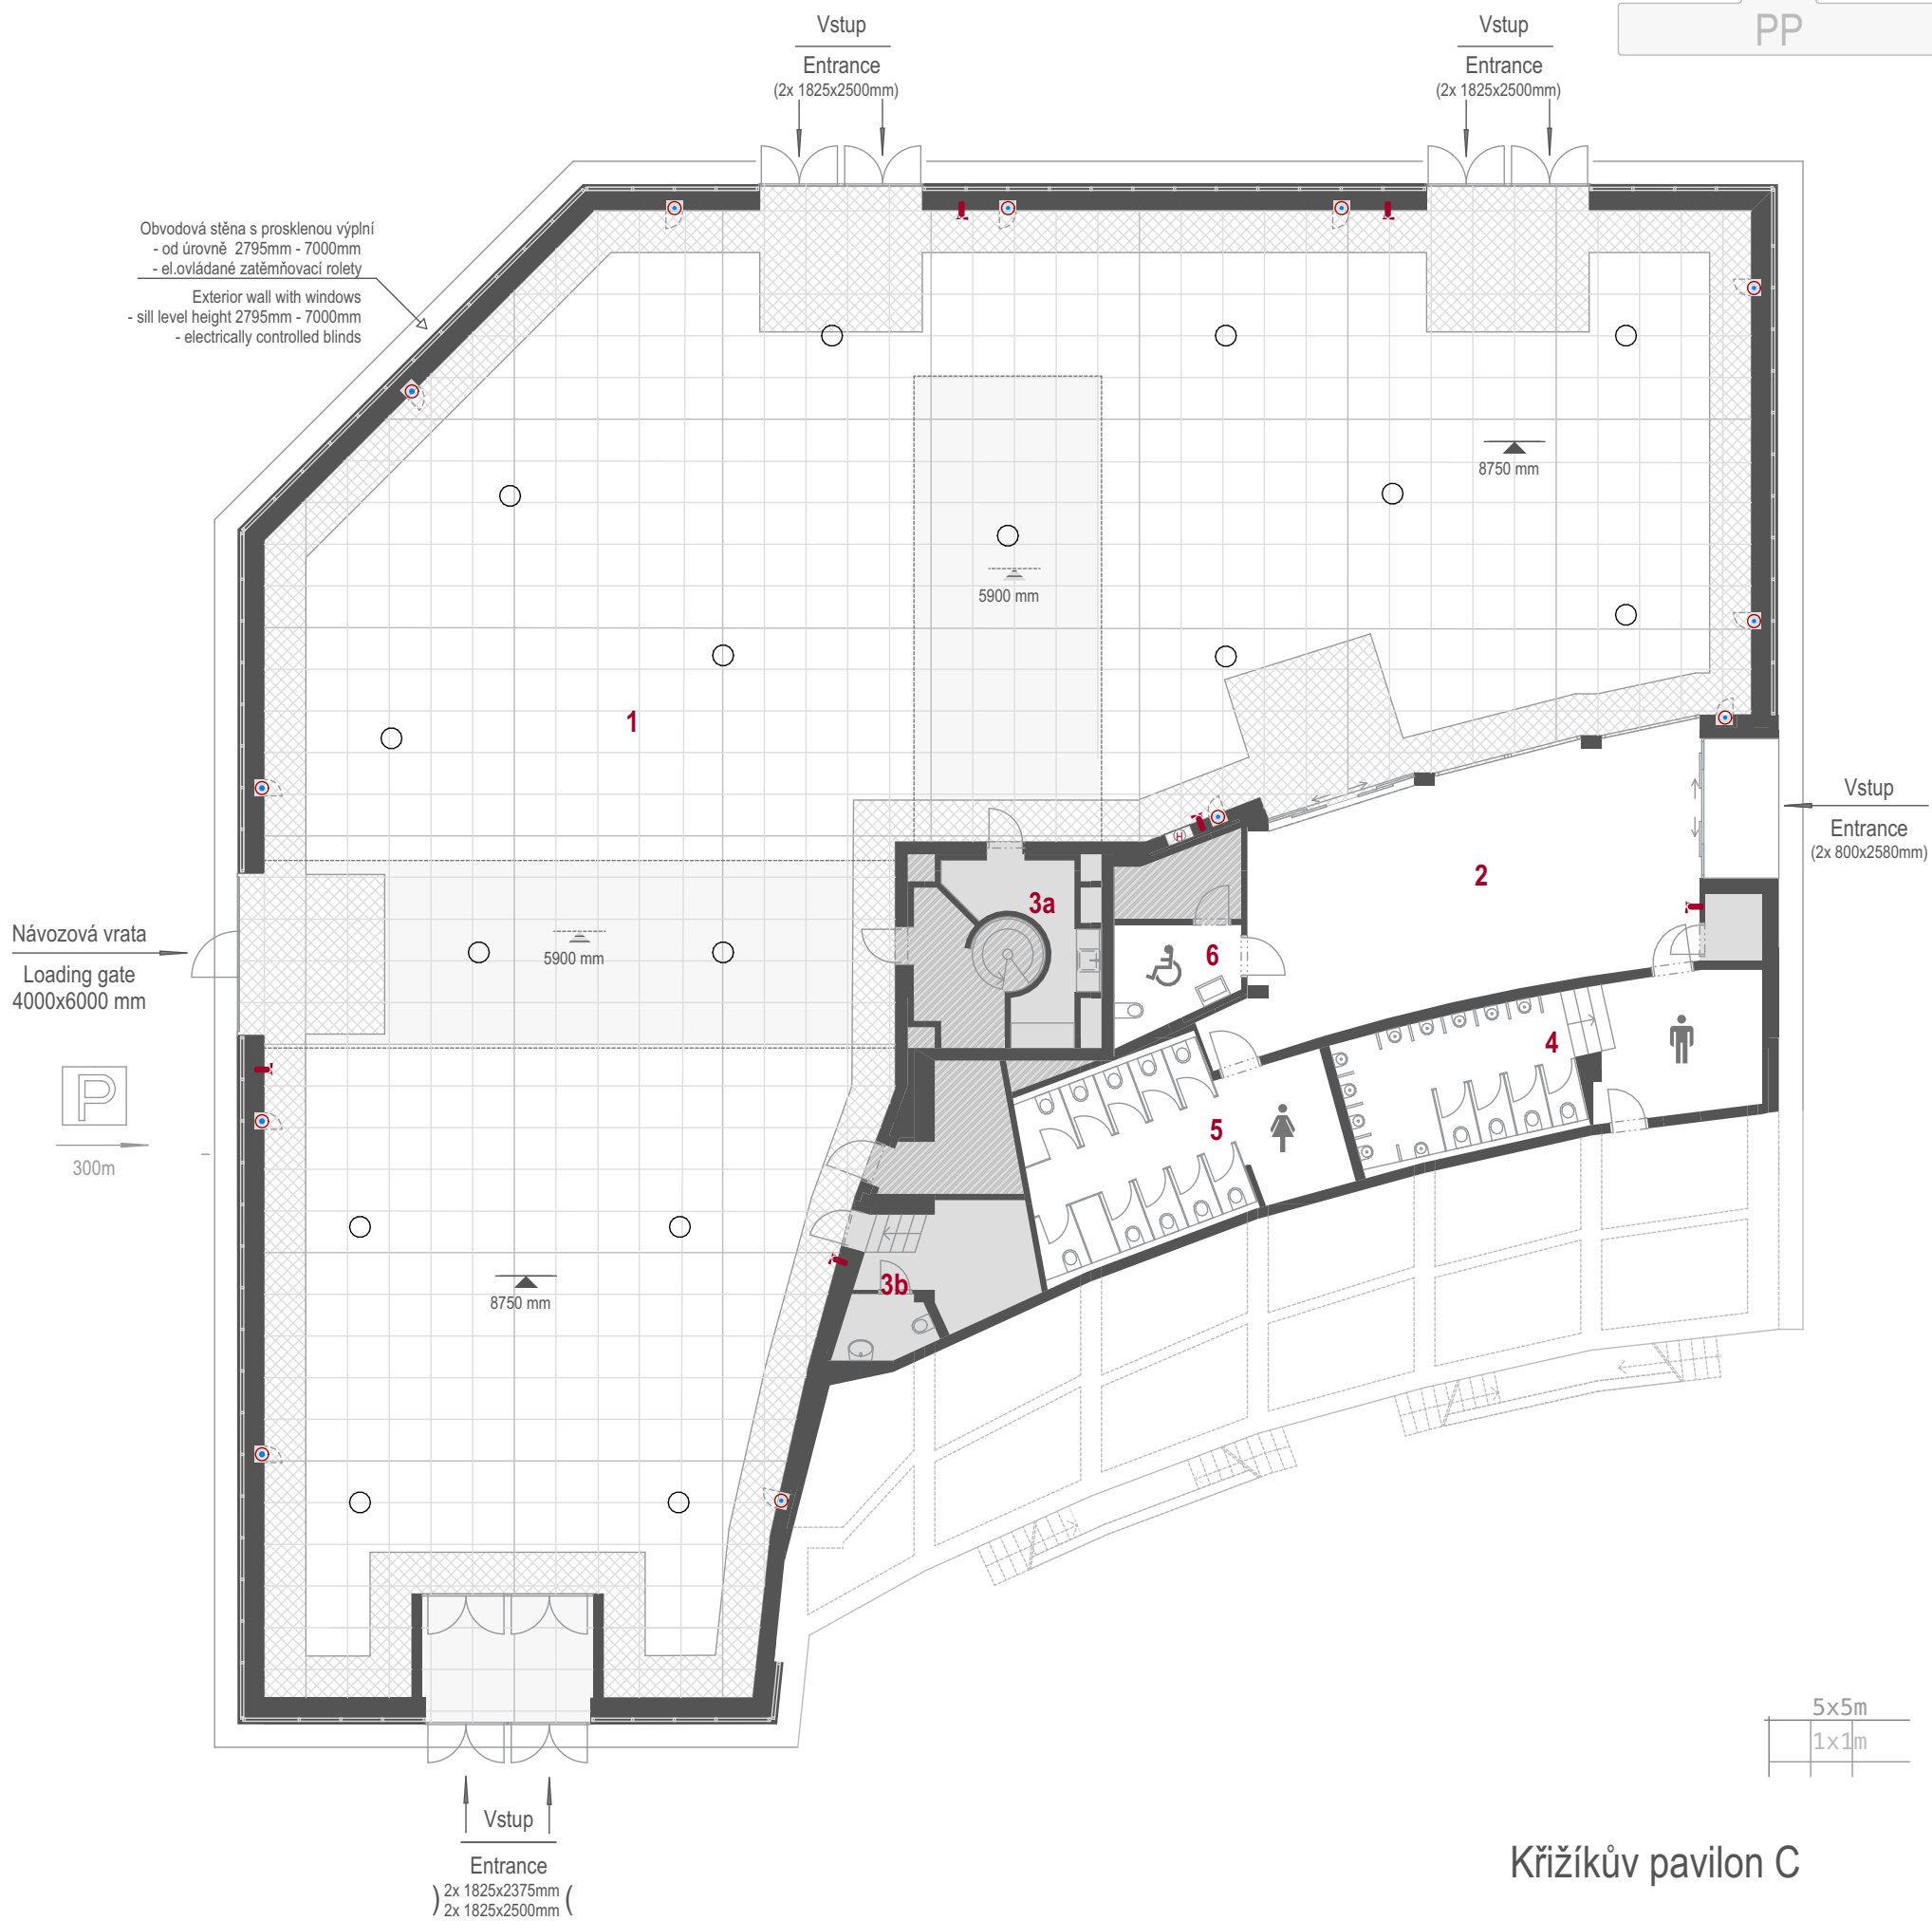 PP
Vstup
Entrance
(2x 1825x2500mm)
Vstup
Entrance
(2x 1825x2500mm)
Obvodová stěna s prosklenou výplní
- od úrovně 2795mm - 7000mm
- el.ovládané zatěmňovací rolety
Exterior wall with windows
- sill level height 2795mm - 7000mm
- electrically controlled blinds
8750 mm
5900 mm
1
H
Vstup
Entrance
(2x 800x2580mm)
2
3a
6
Návozová vrata
Loading gate
4000x6000 mm
5900 mm
4
P
300m
5
3b
8750 mm
5x5m
1x1m
Vstup
Entrance
) 2x 1825x2375mm (
2x 1825x2500mm
Křižíkův pavilon C